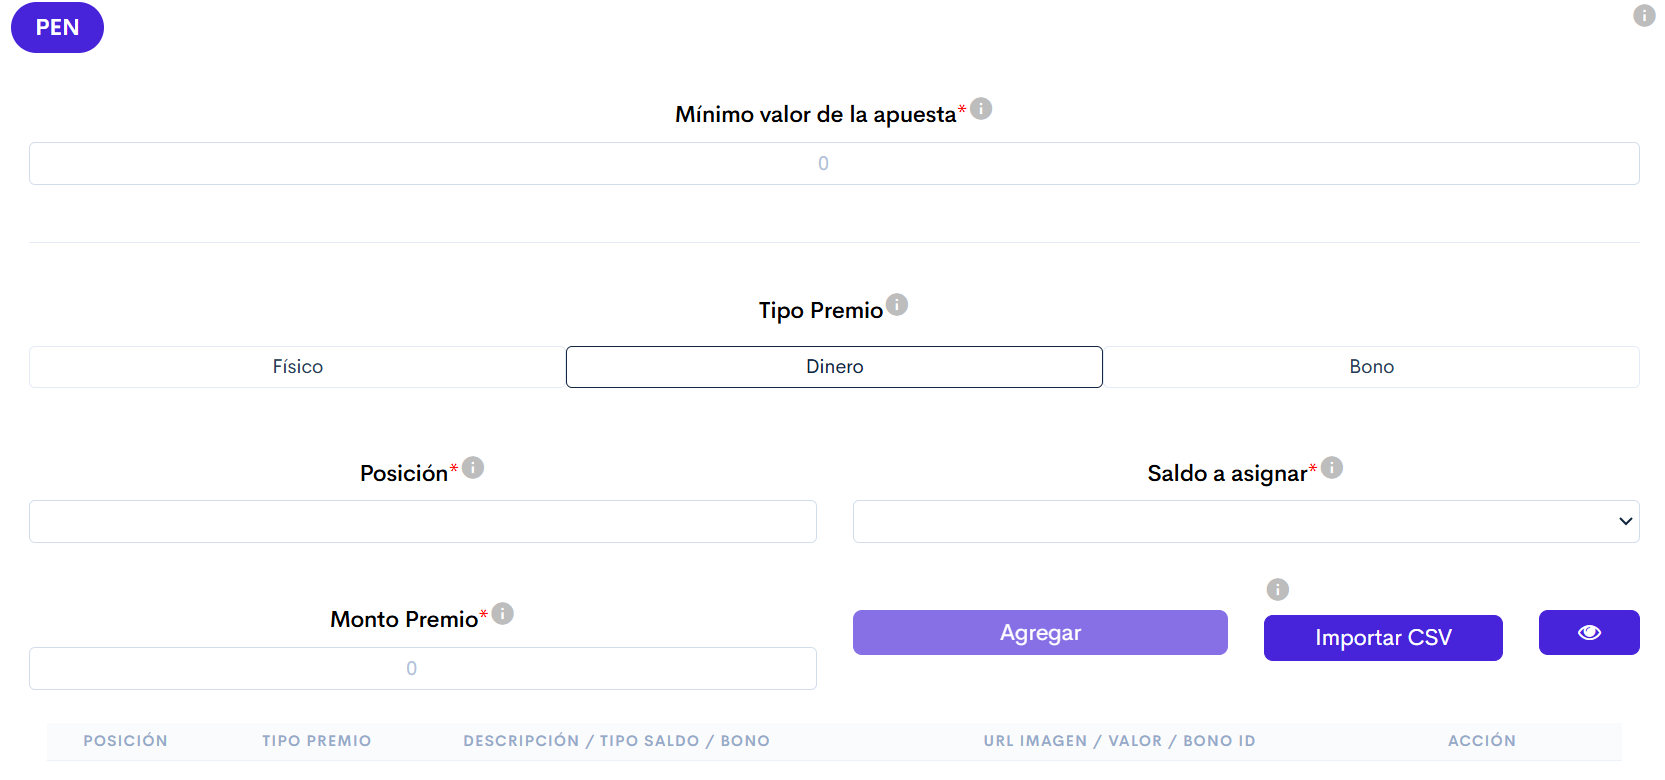 PEN
Mínimo valor de la apuesta*
0
Tipo Premio
Físico Dinero Bono
Posición* Saldo a asignar*
Monto Premio*
Agregar Importar CSV
0
POSICIÓN TIPO PREMIO DESCRIPCIÓN / TIPO SALDO / BONO URL IMAGEN / VALOR / BONO ID ACCIÓN